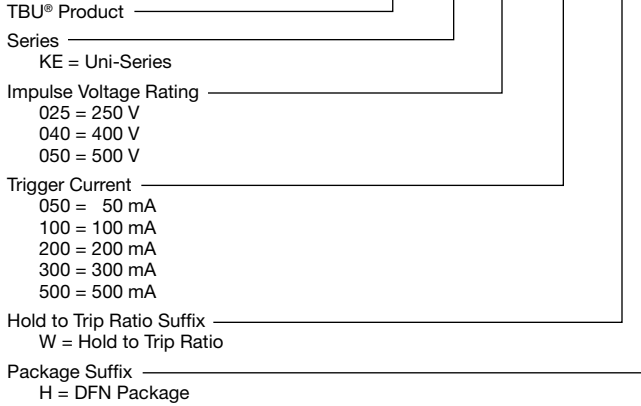 TBU® Product
Series
KE = Uni-Series
Impulse Voltage Rating
025 = 250 V
040 = 400 V
050 = 500 V
Trigger Current
050 = 50 mA
100 = 100 mA
200 = 200 mA
300 = 300 mA
500 = 500 mA
Hold to Trip Ratio Suffix
W = Hold to Trip Ratio
Package Suffix
H = DFN Package